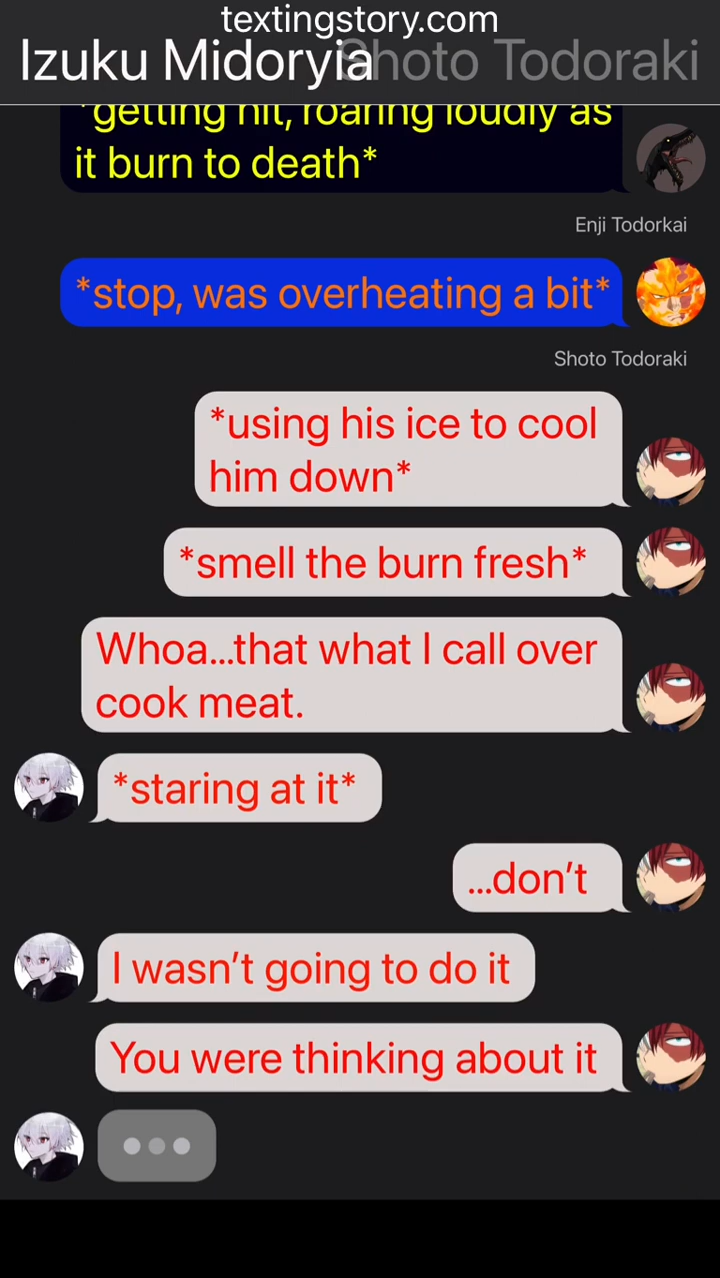 textingstory.com
Izuku Midoryia Shoto Todoraki
*getting hit, roaring loudly as
it burn to death*
Enji Todorkai
*stop, was overheating a bit*
Shoto Todoraki
*using his ice to cool
him down*
*smell the burn fresh*
Whoa...that what I call over
cook meat.
*staring at it*
...don't
I wasn't going to do it
You were thinking about it